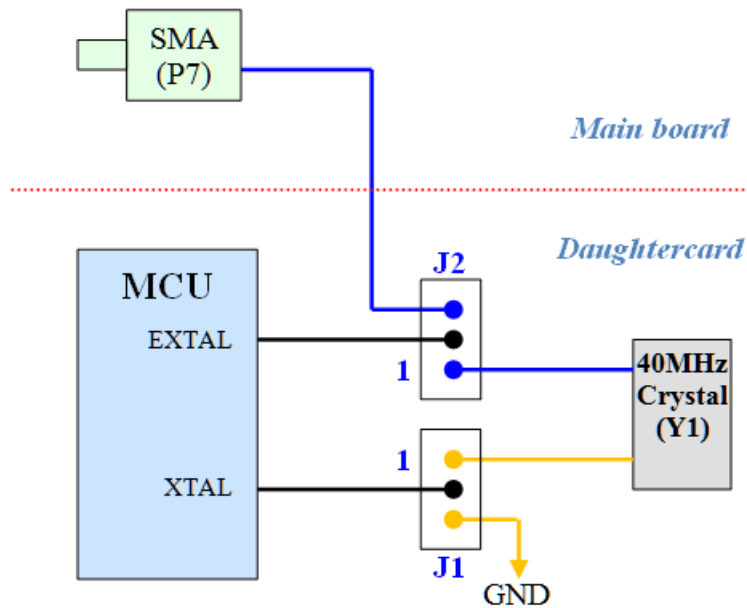 SMA
(P7)
Main board
Daughtercard
J2
MCU
EXTAL
1
40MHz
Crystal
(Y1)
1
XTAL
J1
GND